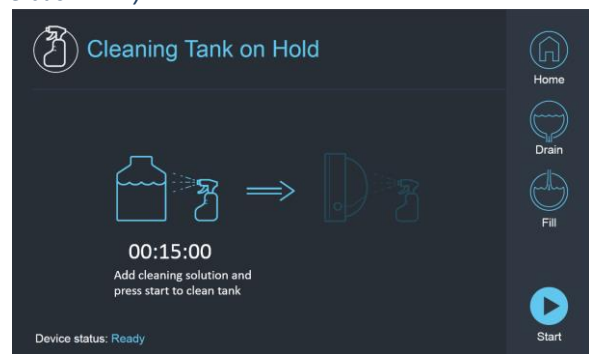 Cleaning Tank on Hold
Home
Drain
Fill
00:15:00
Add cleaning solution and
press start to clean tank
Device status: Ready
Start